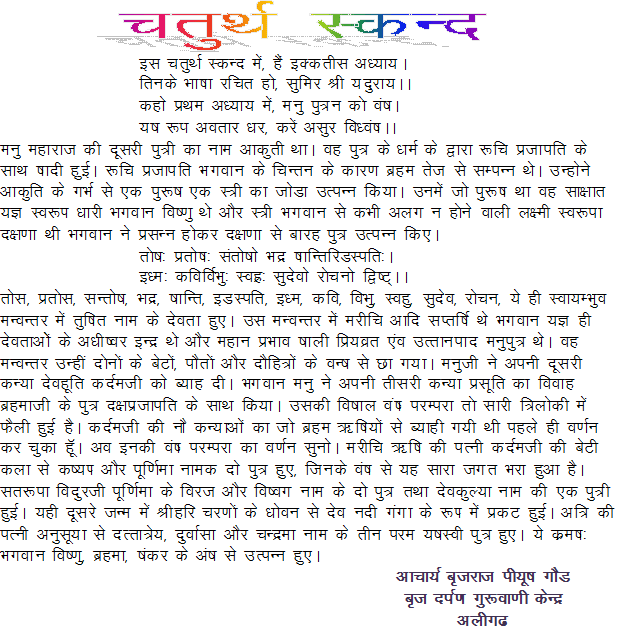 चतुर्थ स्कन्द
इस चतुर्थ स्कन्द में, हैं इक्कतीस अध्याय।
तिनके भाषा रचित हो, सुमिर श्री यदुराय।।
कहो प्रथम अध्याय में, मनु पुत्रन को वंष।
यष रूप अवतार धर, करें असुर विध्वंष।।
मनु महाराज की दूसरी पुत्री का नाम आकुती था। वह पुत्र के धर्म के द्वारा रूचि प्रजापति के
साथ षादी हुई। रूचि प्रजापति भगवान के चिन्तन के कारण ब्रहम तेज से सम्पन्न थे। उन्होने
आकुति के गर्भ से एक पुरूष एक स्त्री का जोडा उत्पन्न किया। उनमें जो पुरूष था वह साक्षात
यज्ञ स्वरूप धारी भगवान विष्णु थे और स्त्री भगवान से कभी अलग न होने वाली लक्ष्मी स्वरूपा
दक्षणा थी भगवान ने प्रसन्न होकर दक्षणा से बारह पुत्र उत्पन्न किए।
तोषः प्रतोषः संतोषो भद्र षान्तिरिडस्पतिः।
इध्मः कविर्विभुः स्वह्नः सुदेवो रोचनो द्विष्ट्।।
तोस, प्रतोस, सन्तोष, भद्र, षान्ति, इडस्पति, इध्म, कवि, विभु, स्वहु, सुदेव, रोचन, ये ही स्वायम्भुव
मन्वन्तर में तुषित नाम के देवता हुए। उस मन्वन्तर में मरीचि आदि सप्तर्षि थे भगवान यज्ञ ही
देवताओं के अधीष्वर इन्द्र थे और महान प्रभाव षाली प्रियव्रत एंव उत्तानपाद मनुपुत्र थे। वह
मन्वन्तर उन्हीं दोनों के बेटों, पौतों और दौहित्रों के वन्ष से छा गया। मनुजी ने अपनी दूसरी
कन्या देवहूति कर्दमजी को ब्याह दी। भगवान मनु ने अपनी तीसरी कन्या प्रसूति का विवाह
ब्रहमाजी के पुत्र दक्षप्रजापति के साथ किया। उसकी विषाल वंष परम्परा तो सारी त्रिलोकी में
फैली हुई है। कर्दमजी की नौ कन्याओं का जो ब्रहम ऋषियों से ब्याही गयी थी पहले ही वर्णन
कर चुका हूँ। अव इनकी वंष परम्परा का वर्णन सुनो। मरीचि ऋषि की पत्नी कर्दमजी की बेटी
कला से कष्यष और पूर्णिमा नामक दो पुत्र हुए, जिनके वंष से यह सारा जगत भरा हुआ है।
सतरूपा विदुरजी पूर्णिमा के विरज और विष्वग नाम के दो पुत्र तथा देवकुल्या नाम की एक पुत्री
हुई। यही दूसरे जन्म में श्रीहरि चरणों के धोवन से देव नदी गंगा के रूप में प्रकट हुई। अत्रि की
पत्नी अनुसूया से दत्तात्रेय, दुर्वासा और चन्द्रमा नाम के तीन परम यषस्वी पुत्र हुए। ये कमषः
भगवान विष्णु, ब्रहमा, षंकर के अंष से उत्पन्न हुए।
आचार्य बृजराज पीयूष गौड
बृज दर्पण गुरूवाणी केन्द्र
अलीगढ